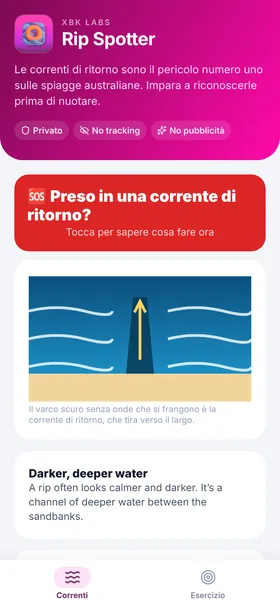 XBK LABS
Rip Spotter
Le correnti di ritorno sono il pericolo numero uno
sulle spiagge australiane. Impara a riconoscerle
prima di nuotare.
Privato
No tracking
No pubblicità
🆘 Preso in una corrente di
ritorno?
Tocca per sapere cosa fare ora
Il varco scuro senza onde che si frangono è la
corrente di ritorno, che tira verso il largo.
Darker, deeper water
A rip often looks calmer and darker. It's a
channel of deeper water between the
sandbanks.
Correnti
Esercizio